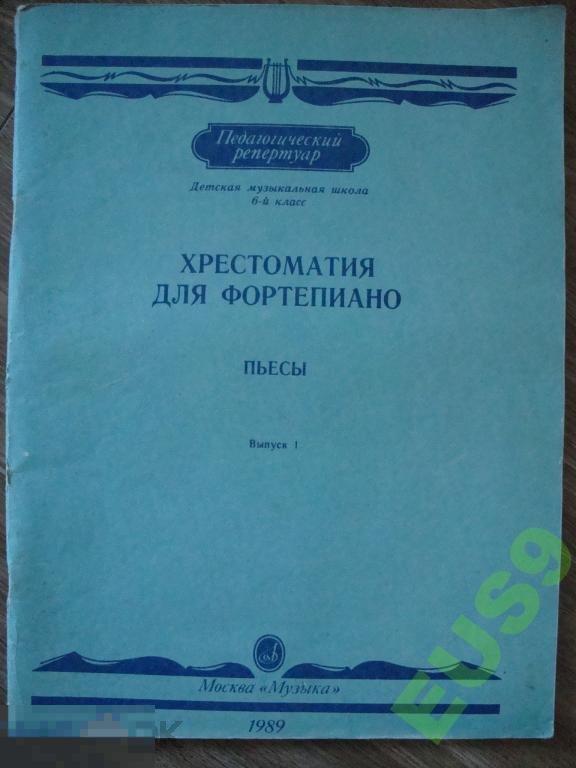 Педагогический
репертуар
Детская музыкальная школа
6-й класс
ХРЕСТОМАТИЯ
ДЛЯ ФОРТЕПИАНО
ПЬЕСЫ
Выпуск 1
Москва «Музыка»
1989
EUS9